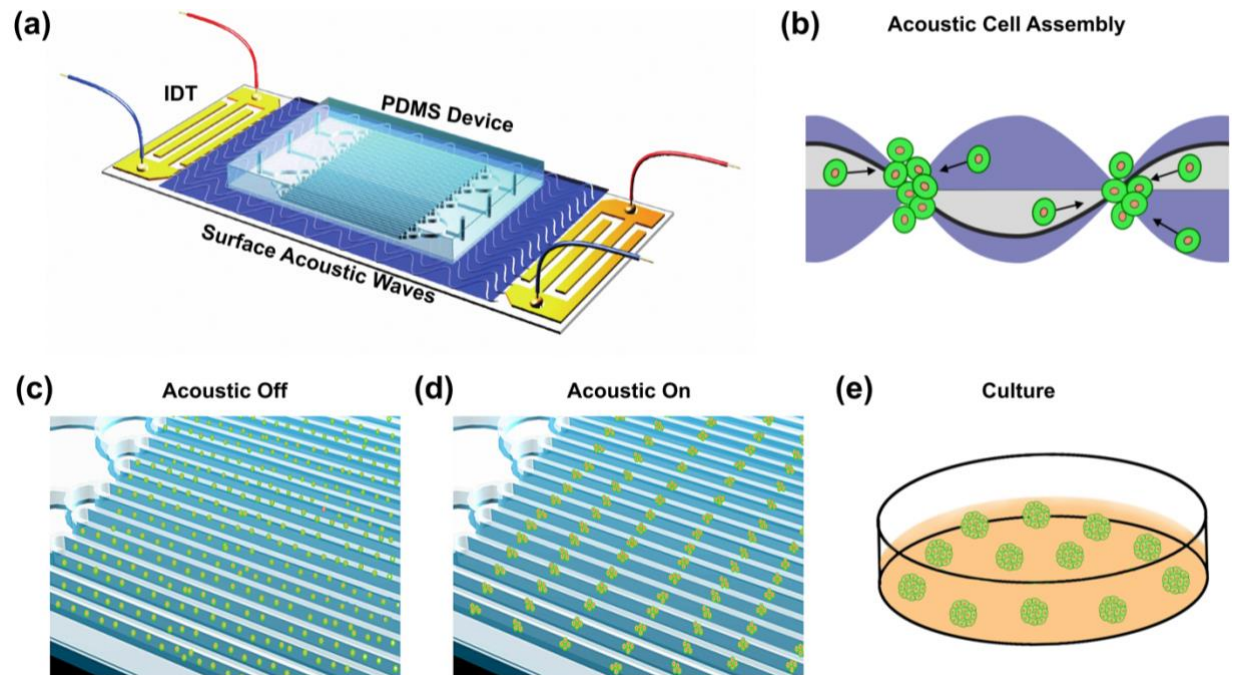 (a)
IDT
PDMS Device
Surface Acoustic Waves
(b)
Acoustic Cell Assembly
(c)
Acoustic Off
(d)
Acoustic On
(e)
Culture